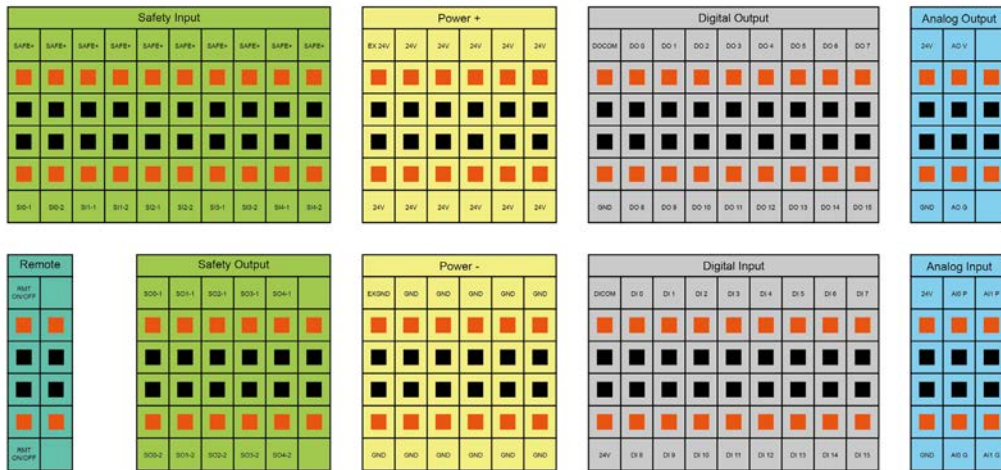 Safety Input
SAFE+ SAFE+ SAFE+ SAFE+ SAFE+ SAFE+ SAFE+ SAFE+ SAFE+ SAFE+
SI0-1 SI0-2 SI1-1 SI1-2 SI2-1 SI2-2 SI3-1 SI3-2 SI4-1 SI4-2
Power +
EX 24V 24V 24V 24V 24V 24V
24V 24V 24V 24V 24V 24V
Digital Output
DOCOM DO 0 DO 1 DO 2 DO 3 DO 4 DO 5 DO 6 DO 7
GND DO 8 DO 9 DO 10 DO 11 DO 12 DO 13 DO 14 DO 15
Analog Output
24V AO V
GND AO G
Remote
RMT
ON/OFF
RMT
ON/OFF
Safety Output
SO0-1 SO1-1 SO2-1 SO3-1 SO4-1
SO0-2 SO1-2 SO2-2 SO3-2 SO4-2
Power -
EXGND GND GND GND GND GND
GND GND GND GND GND GND
Digital Input
DICOM DI 0 DI 1 DI 2 DI 3 DI 4 DI 5 DI 6 DI 7
24V DI 8 DI 9 DI 10 DI 11 DI 12 DI 13 DI 14 DI 15
Analog Input
24V AI0 P AI1 P
GND AI0 G AI1 G